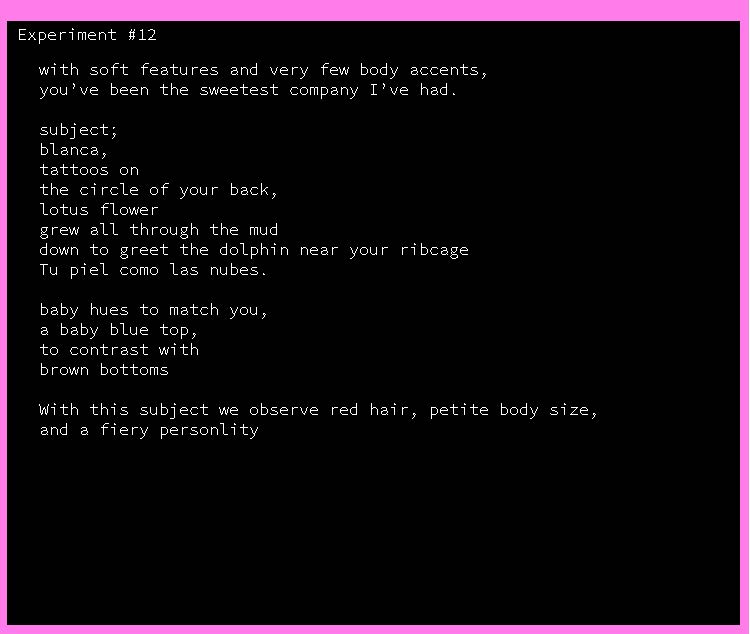 Experiment #12
with soft features and very few body accents,
you’ve been the sweetest company I’ve had.
subject;
blanca,
tattoos on
the circle of your back,
lotus flower
grew all through the mud
down to greet the dolphin near your ribcage
Tu piel como las nubes.
baby hues to match you,
a baby blue top,
to contrast with
brown bottoms
With this subject we observe red hair, petite body size,
and a fiery personlity